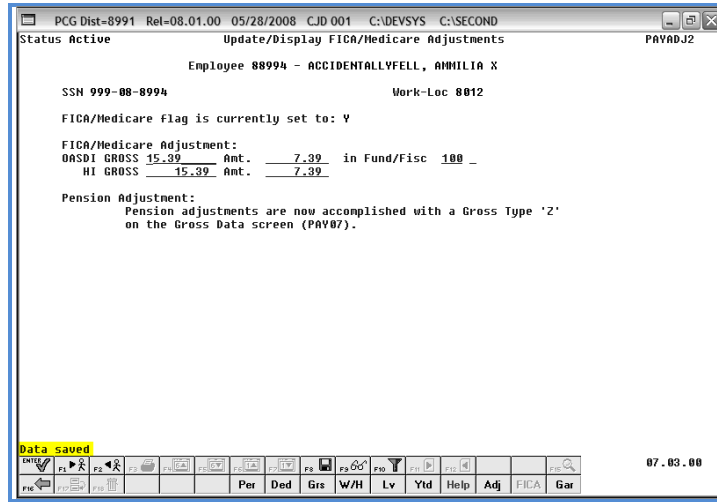 PCG Dist=8991 Rel=08.01.00 05/28/2008 CJD 001 C:\DEVSYS C:\SECOND
Status Active Update/Display FICA/Medicare Adjustments PAYADJ2
Employee 88994 - ACCIDENTALLYFELL, AMMILIA X
SSN 999-08-8994 Work-Loc 8012
FICA/Medicare flag is currently set to: Y
FICA/Medicare Adjustment:
OASDI GROSS 15.39 Amt. 7.39 in Fund/Fisc 100 _
HI GROSS 15.39 Amt. 7.39
Pension Adjustment:
Pension adjustments are now accomplished with a Gross Type 'Z'
on the Gross Data screen (PAY07).
Data saved
ENTER F1 F2 F3 F4 F5 F6 F7 F8 F9 F10 F11 F12 F15 07.03.00
F16 F17 F18 Per Ded Grs W/H Lv Ytd Help Adj FICA Gar